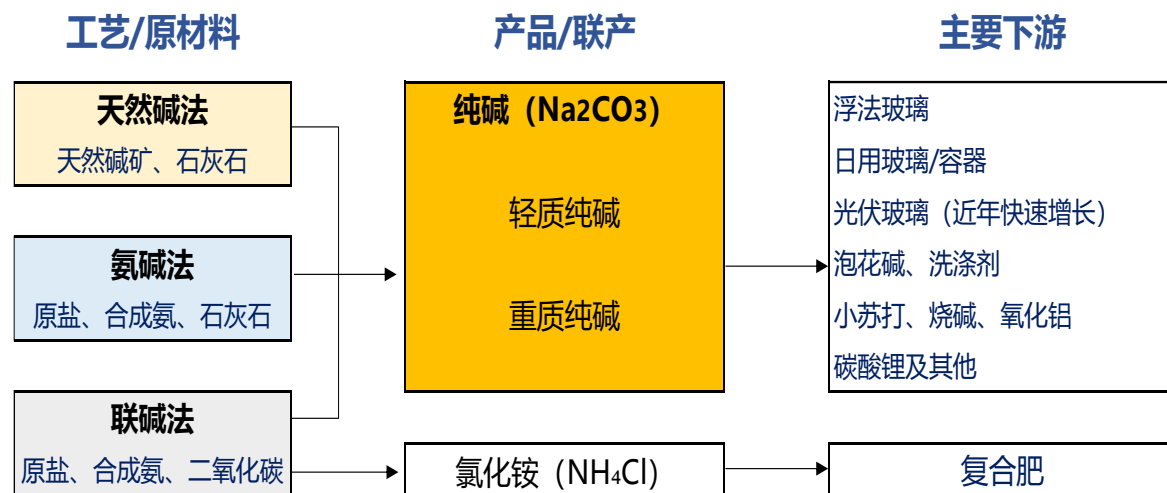 工艺/原材料
产品/联产
主要下游
天然碱法
天然碱矿、石灰石
氨碱法
原盐、合成氨、石灰石
联碱法
原盐、合成氨、二氧化碳
纯碱（Na2CO3）
轻质纯碱
重质纯碱
氯化铵（NH₄Cl）
浮法玻璃
日用玻璃/容器
光伏玻璃（近年快速增长）
泡花碱、洗涤剂
小苏打、烧碱、氧化铝
碳酸锂及其他
复合肥